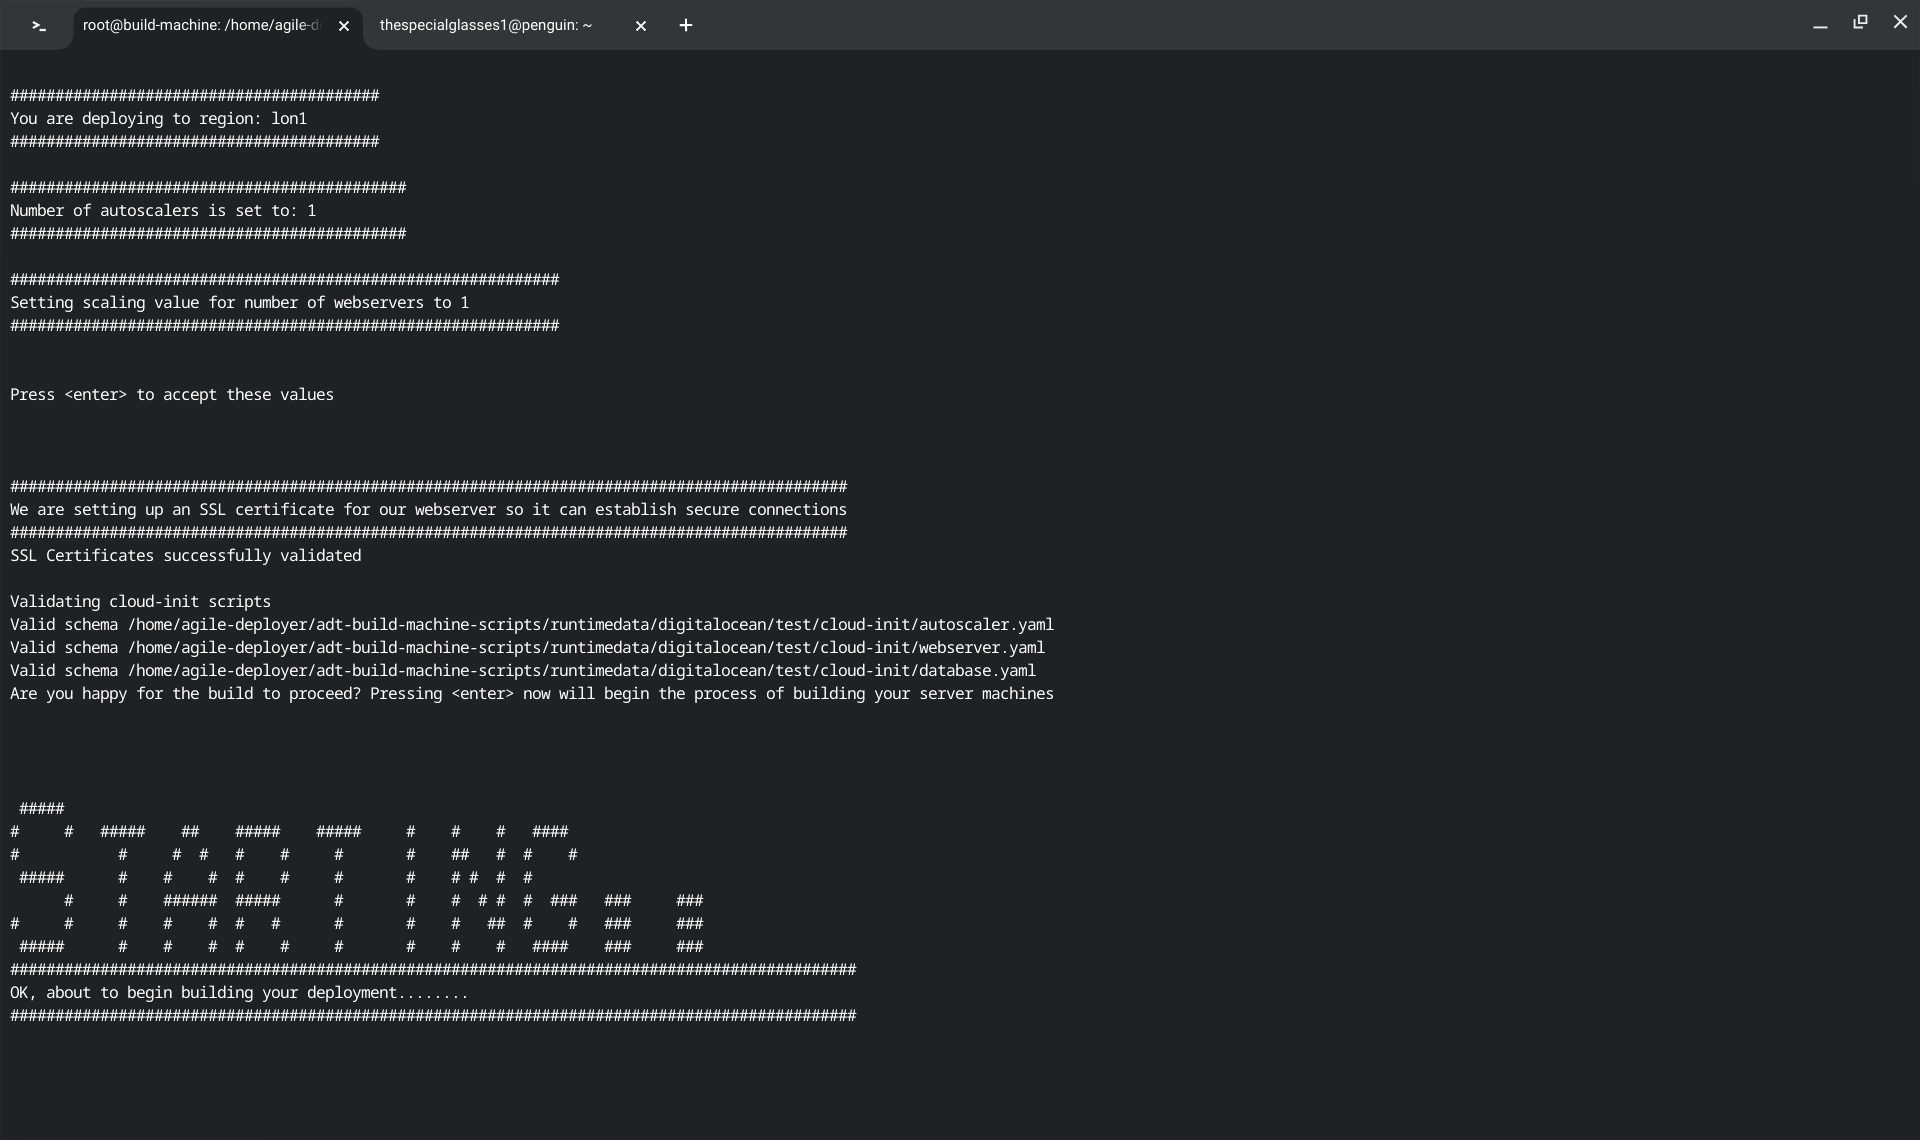 root@build-machine: /home/agile-d
thespecialglasses1@penguin: ~
#########################################
You are deploying to region: lon1
#########################################
############################################
Number of autoscalers is set to: 1
############################################
#############################################################
Setting scaling value for number of webservers to 1
#############################################################
Press <enter> to accept these values
#############################################################################################
We are setting up an SSL certificate for our webserver so it can establish secure connections
#############################################################################################
SSL Certificates successfully validated
Validating cloud-init scripts
Valid schema /home/agile-deployer/adt-build-machine-scripts/runtimedata/digitalocean/test/cloud-init/autoscaler.yaml
Valid schema /home/agile-deployer/adt-build-machine-scripts/runtimedata/digitalocean/test/cloud-init/webserver.yaml
Valid schema /home/agile-deployer/adt-build-machine-scripts/runtimedata/digitalocean/test/cloud-init/database.yaml
Are you happy for the build to proceed? Pressing <enter> now will begin the process of building your server machines
STARTING..
##############################################################################################
OK, about to begin building your deployment........
##############################################################################################